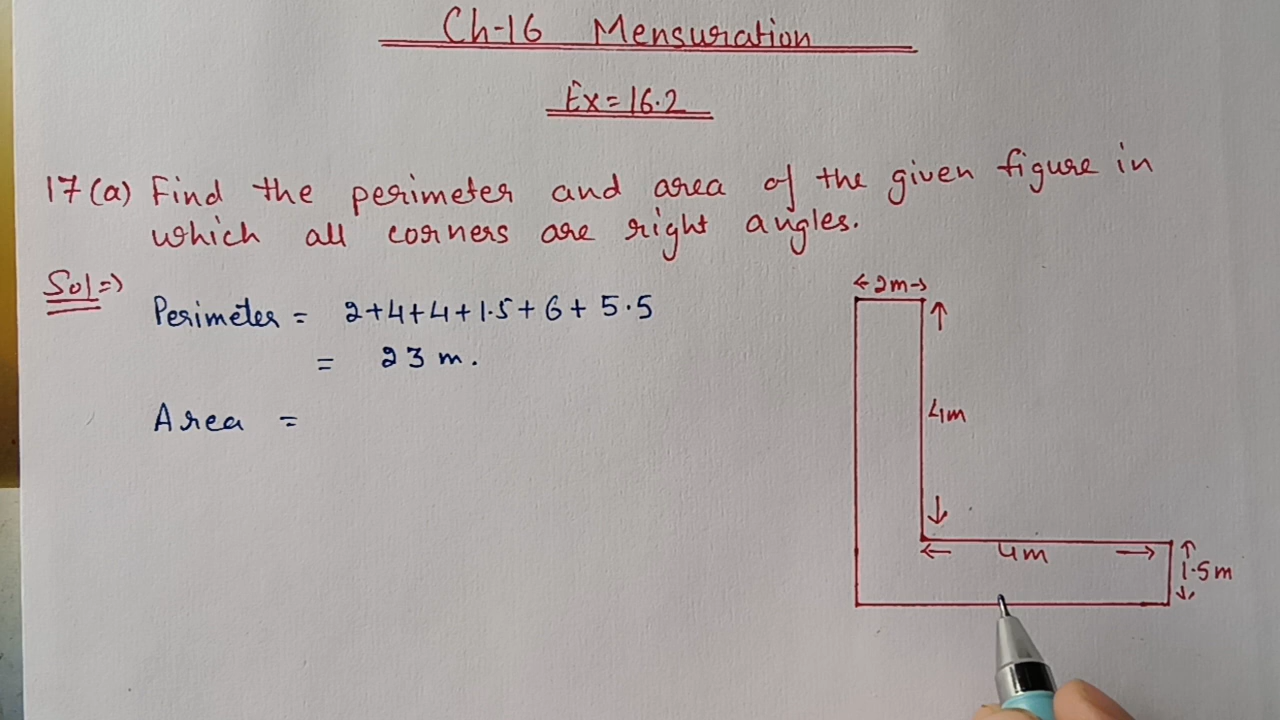 Ch-16 Mensuration
Ex = 16.2
17(a) Find the perimeter and area of the given figure in
which all corners are right angles.
Sol ⇒
Perimeter = 2+4+4+1.5+6+5.5
= 23 m.
Area =
2m
4m
4m
1.5m